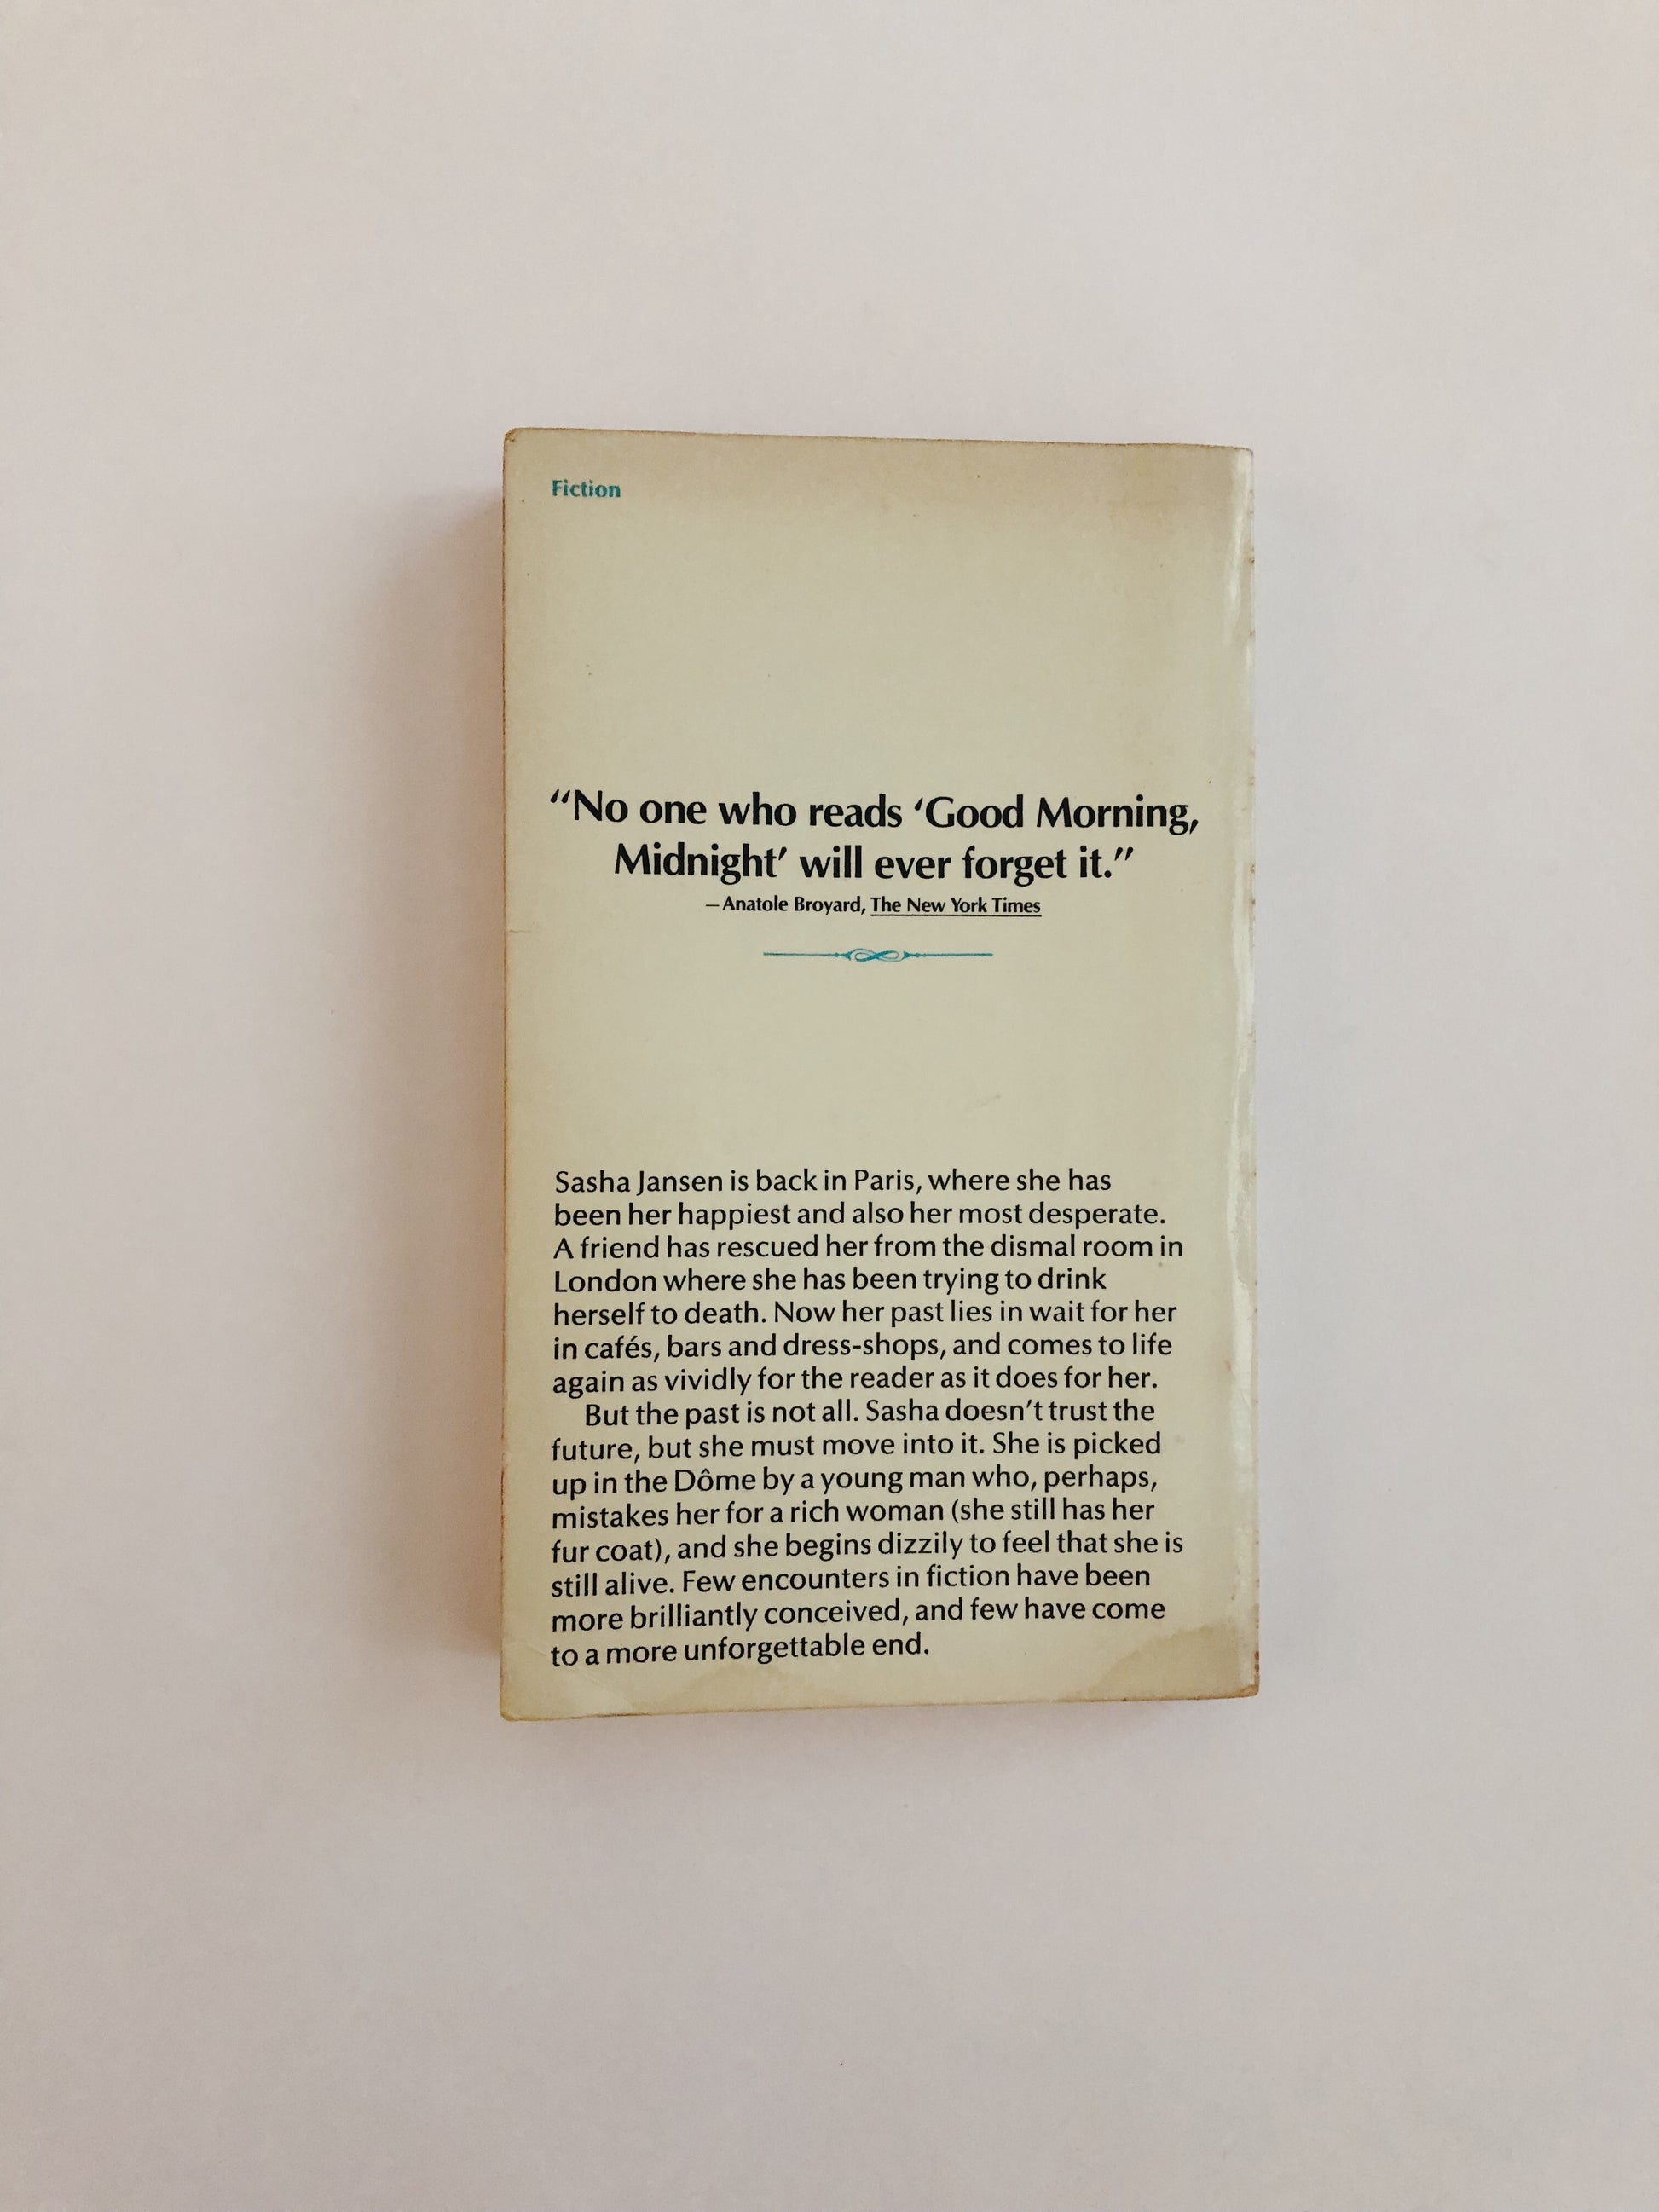 Fiction
“No one who reads ‘Good Morning,
Midnight’ will ever forget it.”
—Anatole Broyard, The New York Times
Sasha Jansen is back in Paris, where she has
been her happiest and also her most desperate.
A friend has rescued her from the dismal room in
London where she has been trying to drink
herself to death. Now her past lies in wait for her
in cafés, bars and dress-shops, and comes to life
again as vividly for the reader as it does for her.
But the past is not all. Sasha doesn’t trust the
future, but she must move into it. She is picked
up in the Dôme by a young man who, perhaps,
mistakes her for a rich woman (she still has her
fur coat), and she begins dizzily to feel that she is
still alive. Few encounters in fiction have been
more brilliantly conceived, and few have come
to a more unforgettable end.